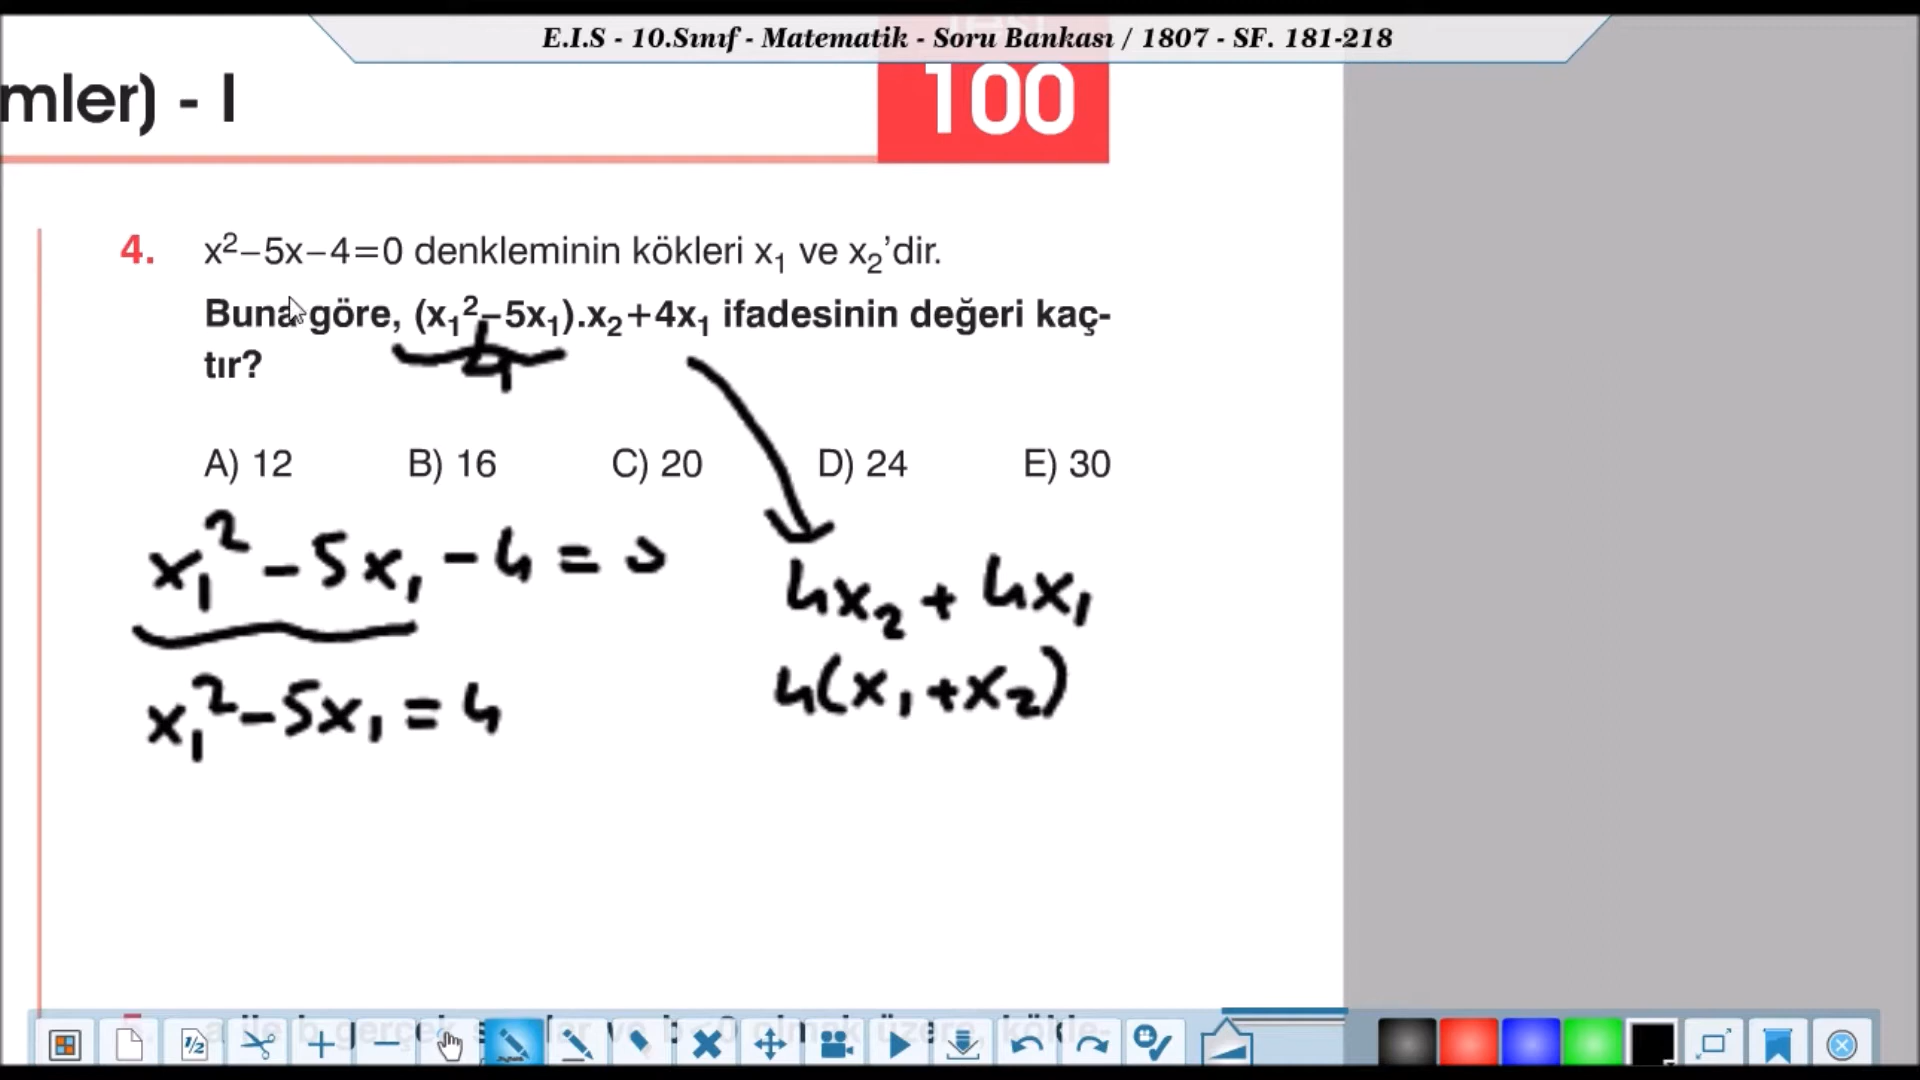 E.I.S - 10.Sınıf - Matematik - Soru Bankası / 1807 - SF. 181-218
mler) - I
100
4. x²−5x−4=0 denkleminin kökleri x₁ ve x₂’dir.
Buna göre, (x₁²−5x₁).x₂+4x₁ ifadesinin değeri kaç-
tır?
4
A) 12 B) 16 C) 20 D) 24 E) 30
x₁² − 5x₁ − 4 = 0
4x₂ + 4x₁
4(x₁+x₂)
x₁² − 5x₁ = 4